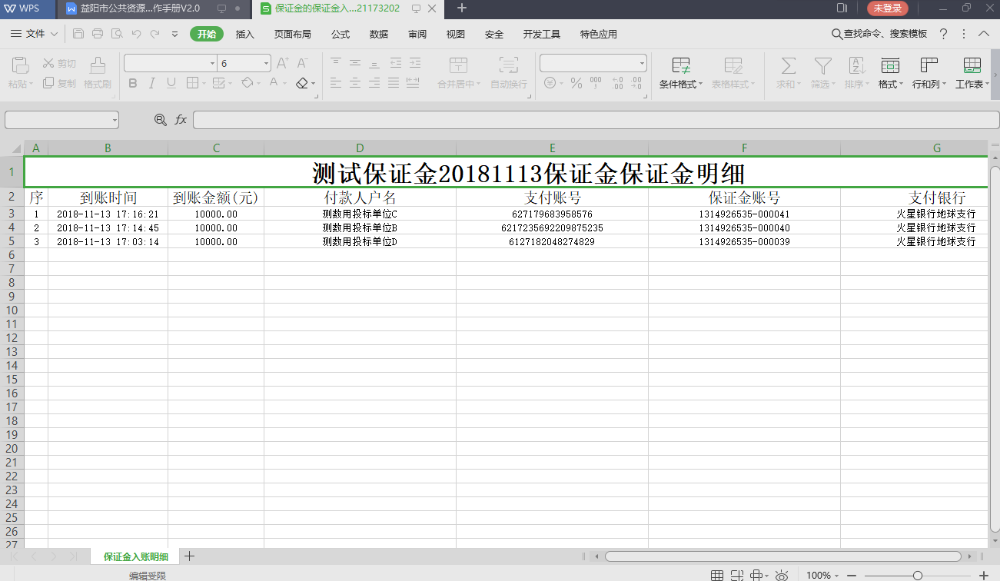 WPS 益阳市公共资源...作手册V2.0 保证金的保证金入...21173202 未登录
文件 开始 插入 页面布局 公式 数据 审阅 视图 安全 开发工具 特色应用 查找命令、搜索模板
剪切 6
粘贴 复制 格式刷 合并居中 自动换行 条件格式 表格样式 求和 筛选 排序 格式 行和列 工作表
fx
A B C D E F G
1 测试保证金20181113保证金保证金明细
2 序 到账时间 到账金额(元) 付款人户名 支付账号 保证金账号 支付银行
3 1 2018-11-13 17:16:21 10000.00 测数用投标单位C 627179683958576 1314926535-000041 火星银行地球支行
4 2 2018-11-13 17:14:45 10000.00 测数用投标单位B 6217235692209875235 1314926535-000040 火星银行地球支行
5 3 2018-11-13 17:03:14 10000.00 测数用投标单位D 6127182048274829 1314926535-000039 火星银行地球支行
6
7
8
9
10
11
12
13
14
15
16
17
18
19
20
21
22
23
24
25
26
27
保证金入账明细
编辑受限 100%